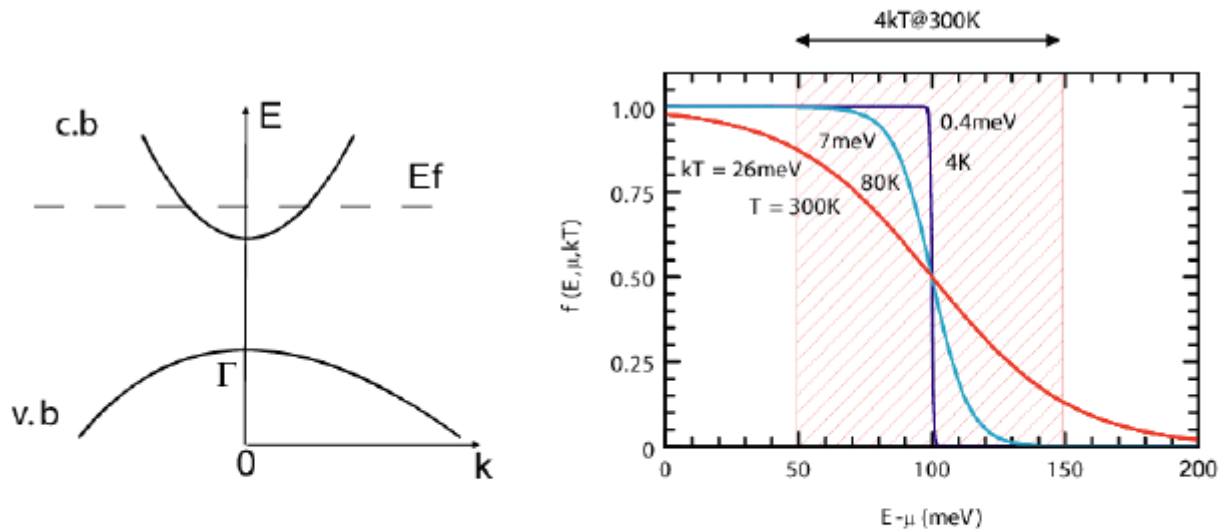 c.b
E
Ef
Γ
v.b
0
k
4kT@300K
f (E, μ,kT)
1.00
0.75
0.50
0.25
0
0.4meV
7meV
4K
kT = 26meV
80K
T = 300K
0 50 100 150 200
E-μ (meV)